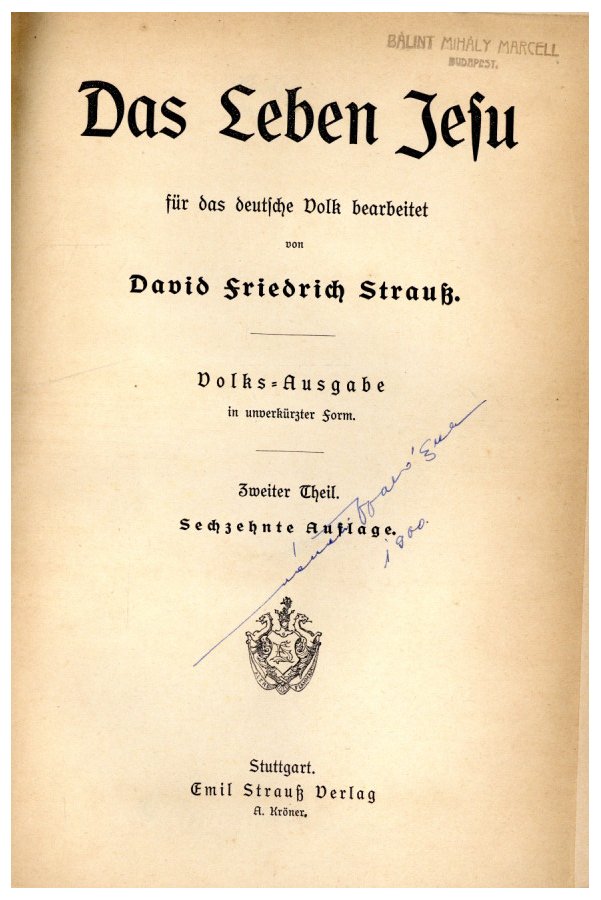 BÁLINT MIHÁLY MARCELL
BUDAPEST.
Das Leben Jesu
für das deutsche Volk bearbeitet
von
David Friedrich Strauß.
Volks-Ausgabe
in unverkürzter Form.
Zweiter Theil.
Sechzehnte Auflage.
Stuttgart.
Emil Strauß Verlag
A. Kröner.